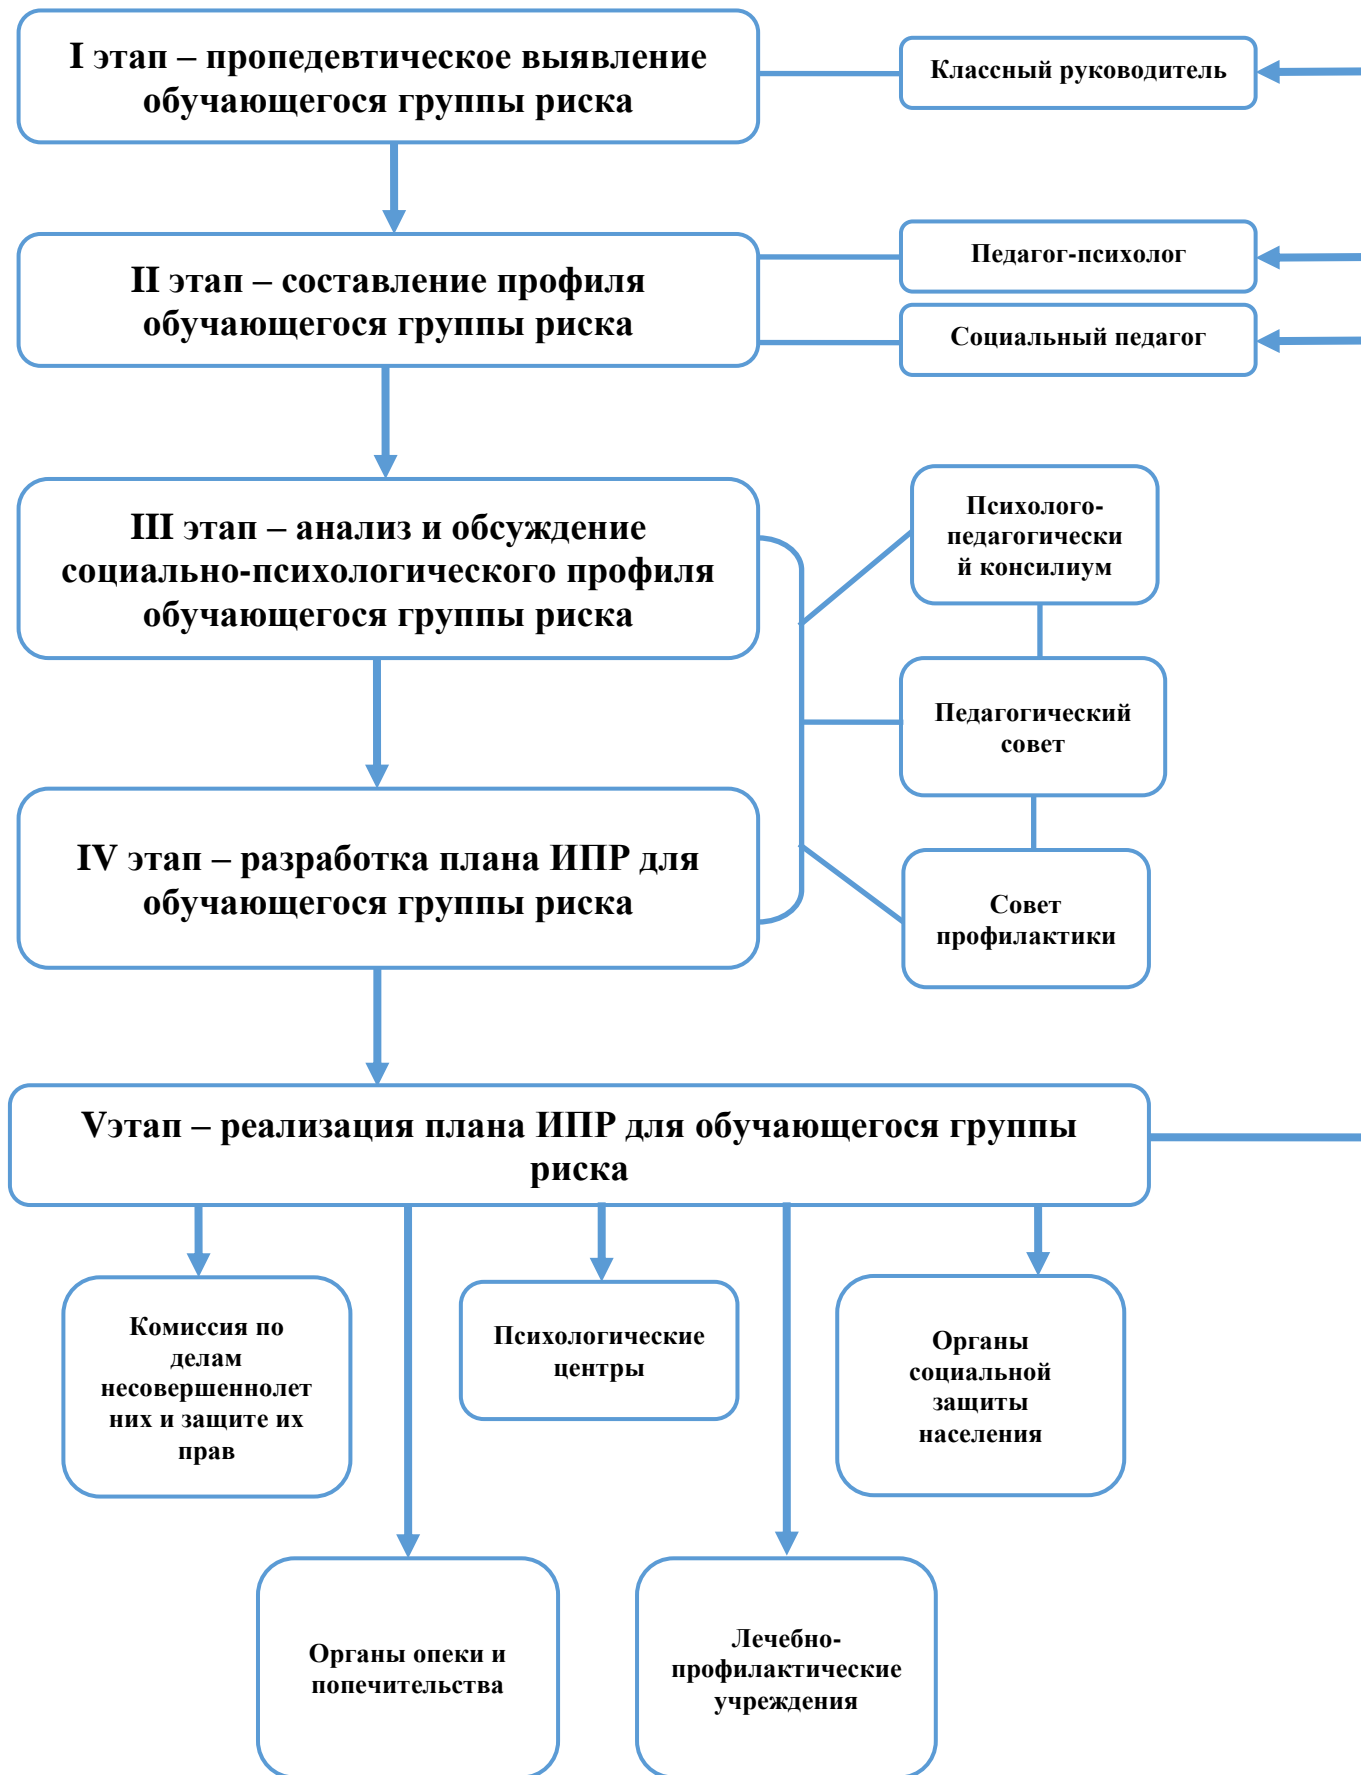 I этап – пропедевтическое выявление
обучающегося группы риска
Классный руководитель
II этап – составление профиля
обучающегося группы риска
Педагог-психолог
Социальный педагог
III этап – анализ и обсуждение
социально-психологического профиля
обучающегося группы риска
Психолого-
педагогически
й консилиум
Педагогический
совет
IV этап – разработка плана ИПР для
обучающегося группы риска
Совет
профилактики
Vэтап – реализация плана ИПР для обучающегося группы
риска
Комиссия по
делам
несовершеннолет
них и защите их
прав
Психологические
центры
Органы
социальной
защиты
населения
Органы опеки и
попечительства
Лечебно-
профилактические
учреждения